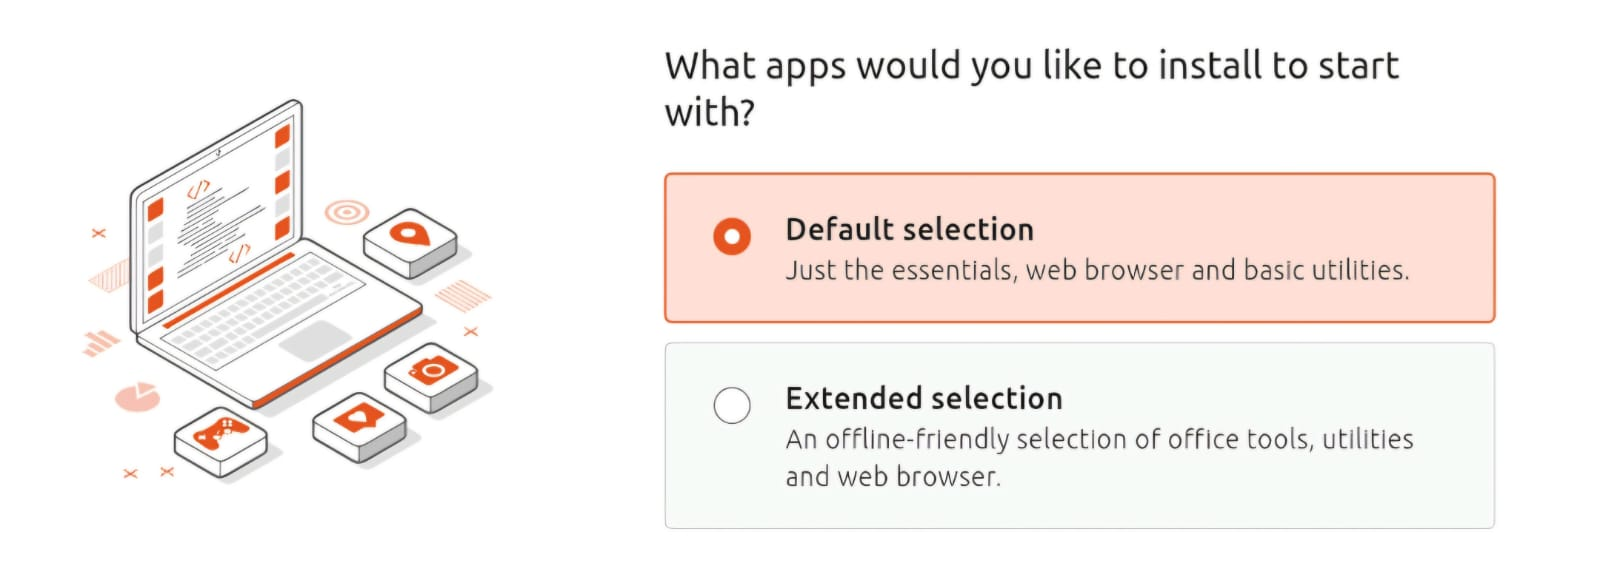 What apps would you like to install to start
with?
Default selection
Just the essentials, web browser and basic utilities.
Extended selection
An offline-friendly selection of office tools, utilities
and web browser.